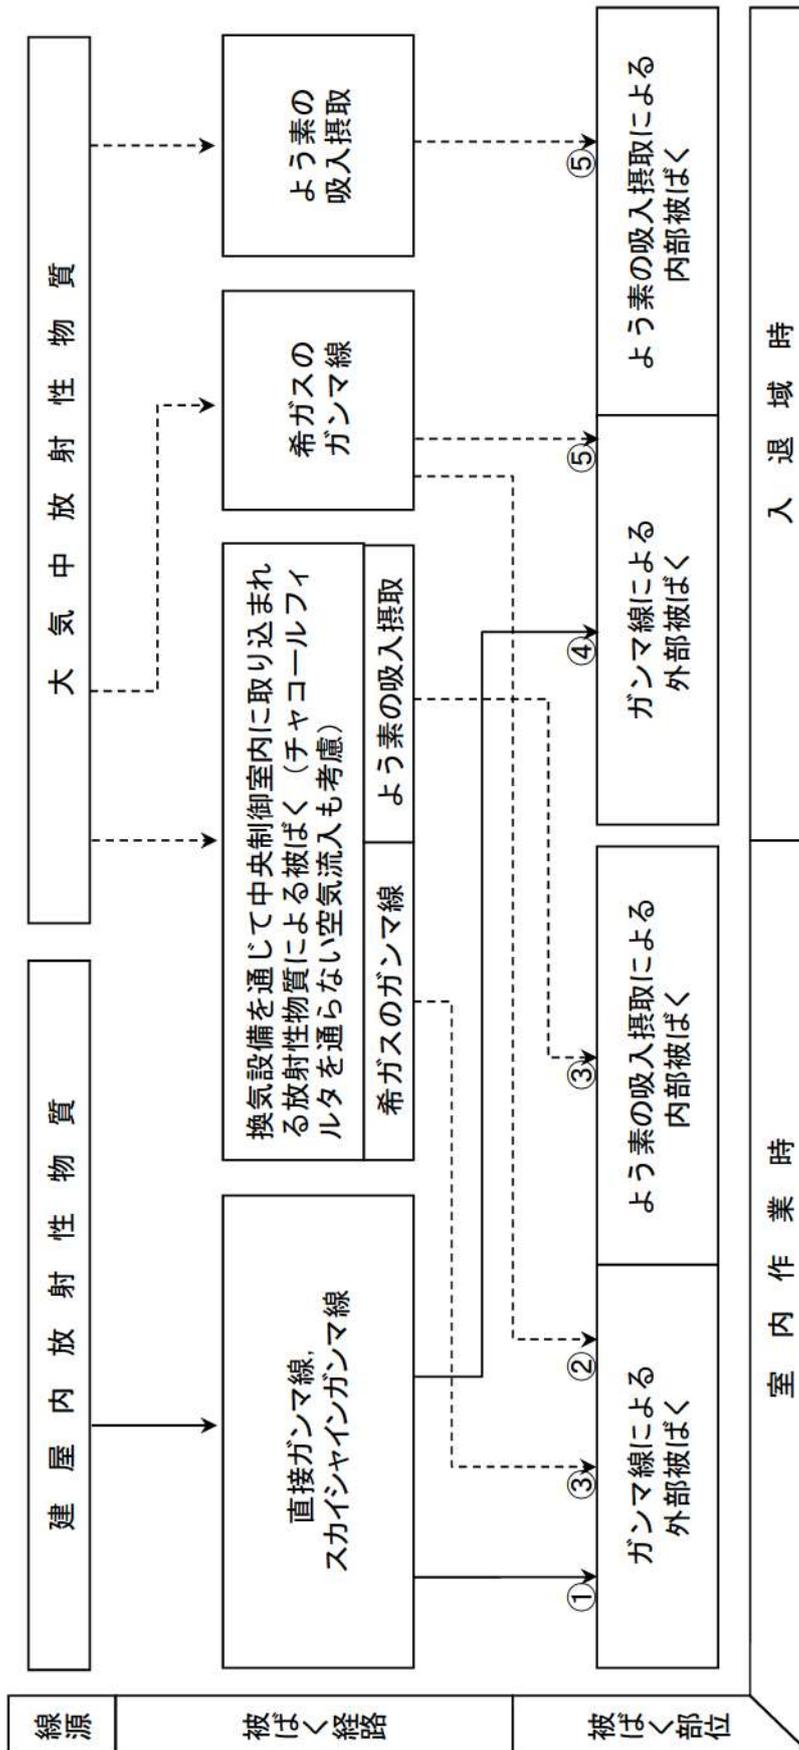 線源
建屋内放射性物質
大気中放射性物質
被ばく経路
直接ガンマ線,
スカイシャインガンマ線
換気設備を通じて中央制御室内に取り込まれ
る放射性物質による被ばく（チャコールフィ
ルタを通らない空気流入も考慮）
希ガスのガンマ線
よう素の吸入摂取
希ガスの
ガンマ線
よう素の
吸入摂取
①
③
②
③
④
⑤
⑤
被ばく部位
ガンマ線による
外部被ばく
よう素の吸入摂取による
内部被ばく
ガンマ線による
外部被ばく
よう素の吸入摂取による
内部被ばく
室内作業時
入退域時